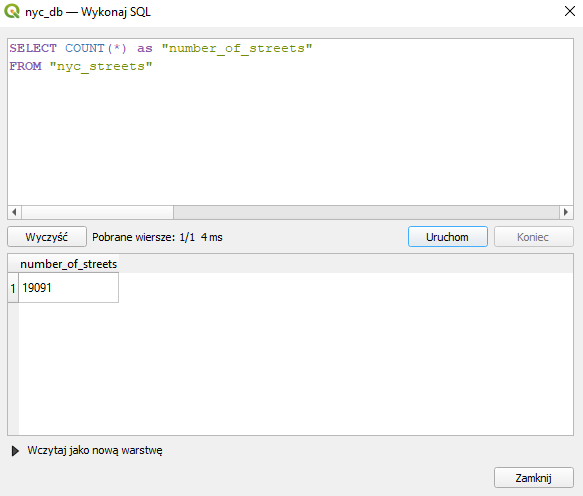 nyc_db — Wykonaj SQL
SELECT COUNT(*) as "number_of_streets"
FROM "nyc_streets"
Wyczyść Pobrane wiersze: 1/1 4 ms Uruchom Koniec
number_of_streets
1 19091
Wczytaj jako nową warstwę
Zamknij